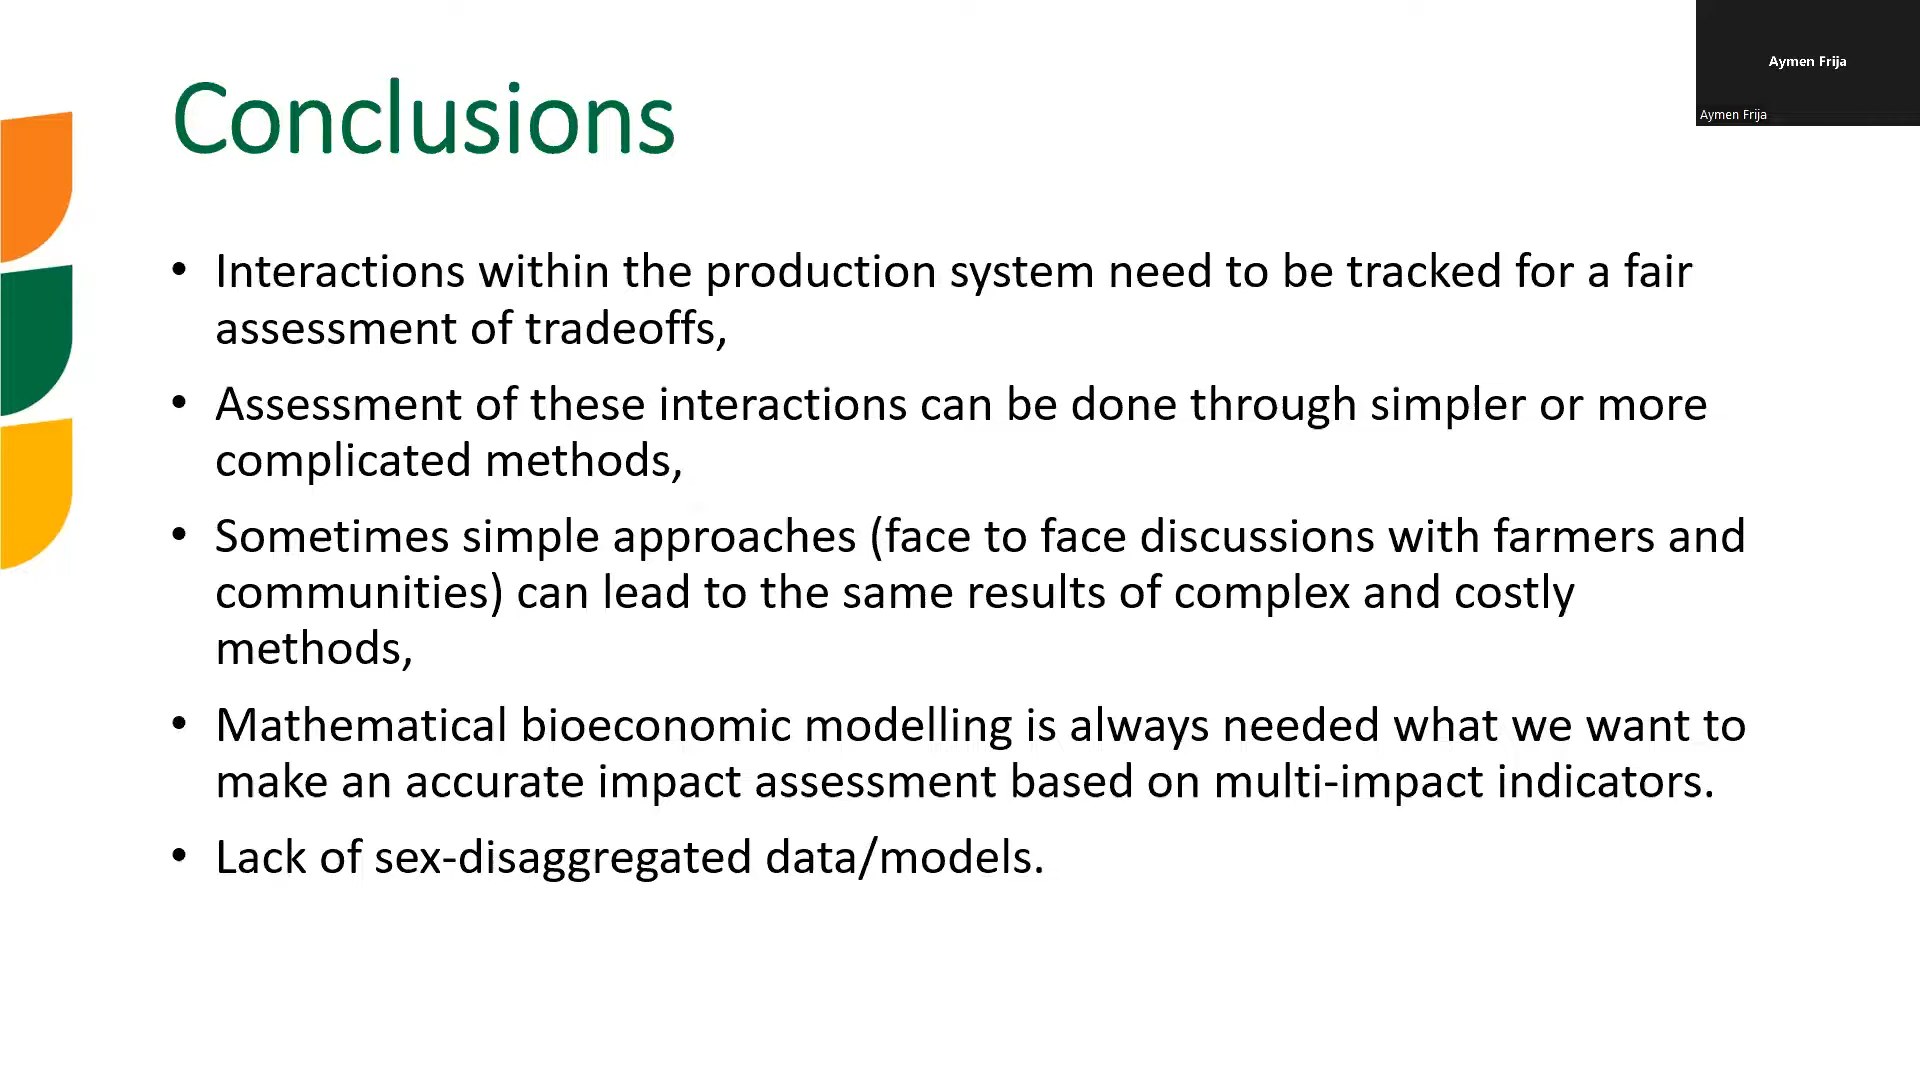 Conclusions
Aymen Frija
Aymen Frija
• Interactions within the production system need to be tracked for a fair
assessment of tradeoffs,
• Assessment of these interactions can be done through simpler or more
complicated methods,
• Sometimes simple approaches (face to face discussions with farmers and
communities) can lead to the same results of complex and costly
methods,
• Mathematical bioeconomic modelling is always needed what we want to
make an accurate impact assessment based on multi-impact indicators.
• Lack of sex-disaggregated data/models.